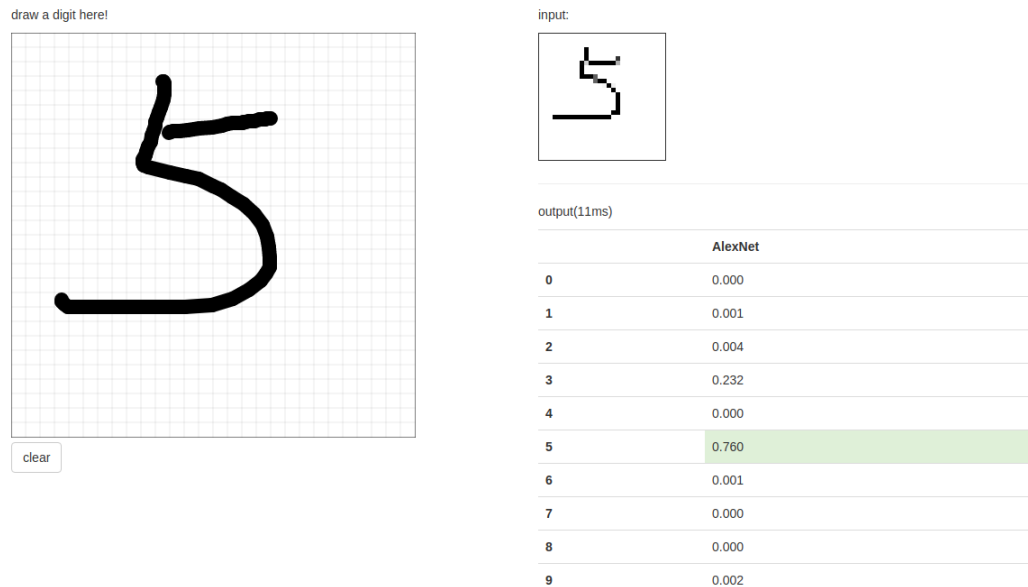 draw a digit here!
5
clear
input:
5
output(11ms)
AlexNet
0 0.000
1 0.001
2 0.004
3 0.232
4 0.000
5 0.760
6 0.001
7 0.000
8 0.000
9 0.002